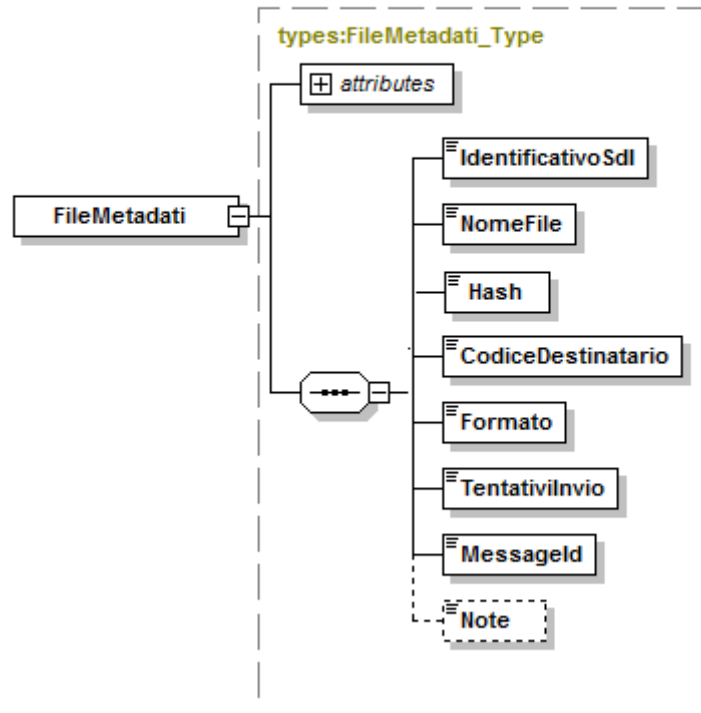 types:FileMetadati_Type
attributes
FileMetadati
IdentificativoSdI
NomeFile
Hash
CodiceDestinatario
Formato
TentativiInvio
MessageId
Note